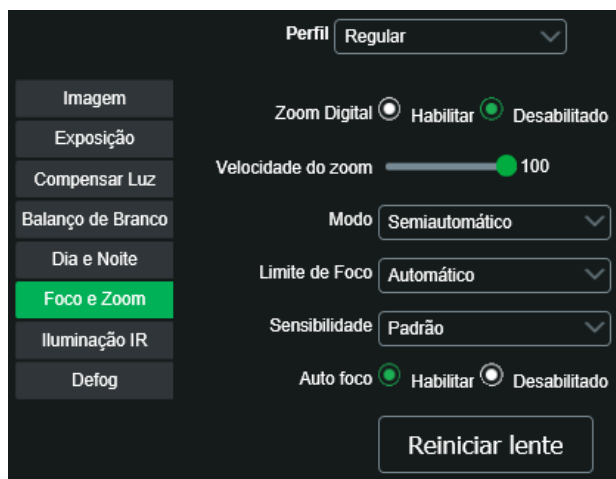 Perfil Regular
Imagem
Exposição
Compensar Luz
Balanço de Branco
Dia e Noite
Foco e Zoom
Iluminação IR
Defog
Zoom Digital Habilitar Desabilitado
Velocidade do zoom 100
Modo Semiautomático
Limite de Foco Automático
Sensibilidade Padrão
Auto foco Habilitar Desabilitado
Reiniciar lente